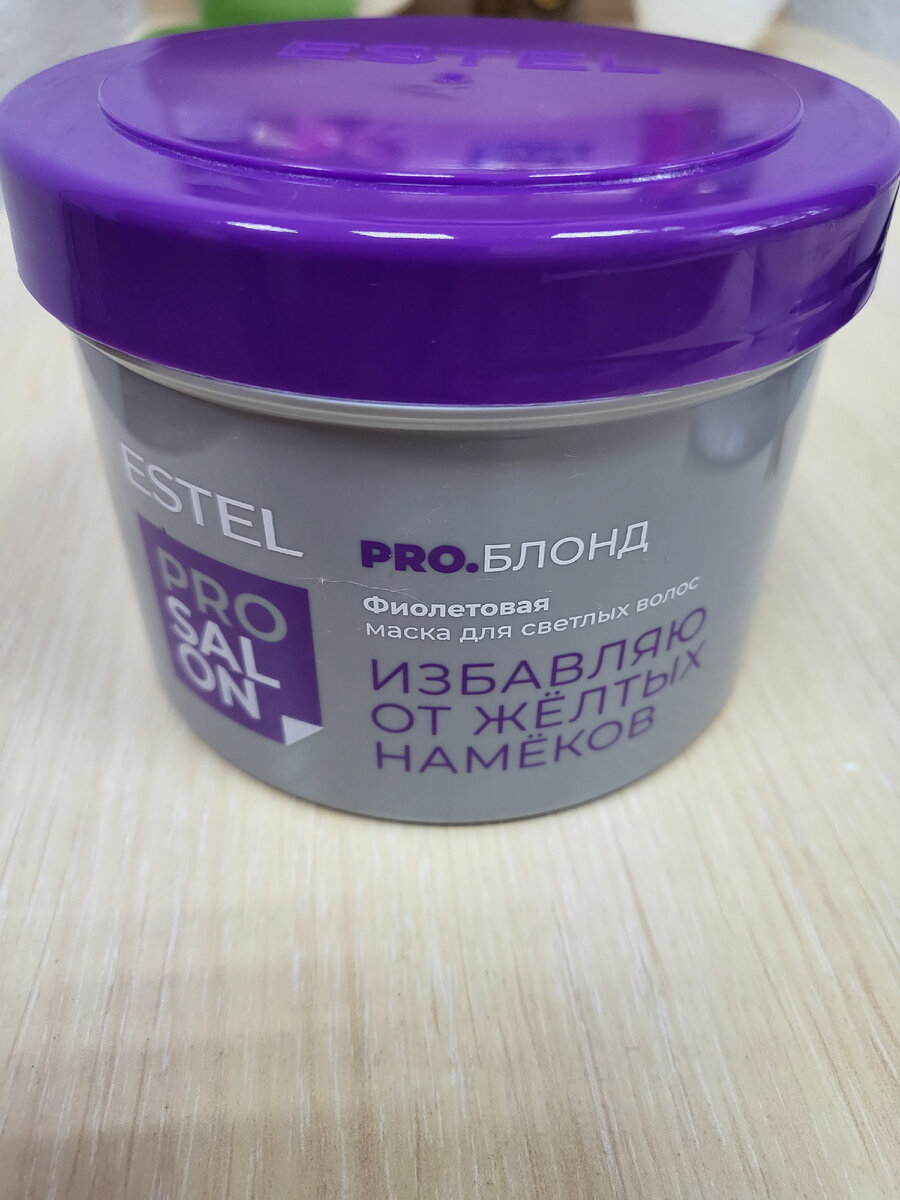 ESTEL
ESTEL
PRO
SAL
ON
PRO.БЛОНД
Фиолетовая
маска для светлых волос
ИЗБАВЛЯЮ
ОТ ЖЁЛТЫХ
НАМЁКОВ